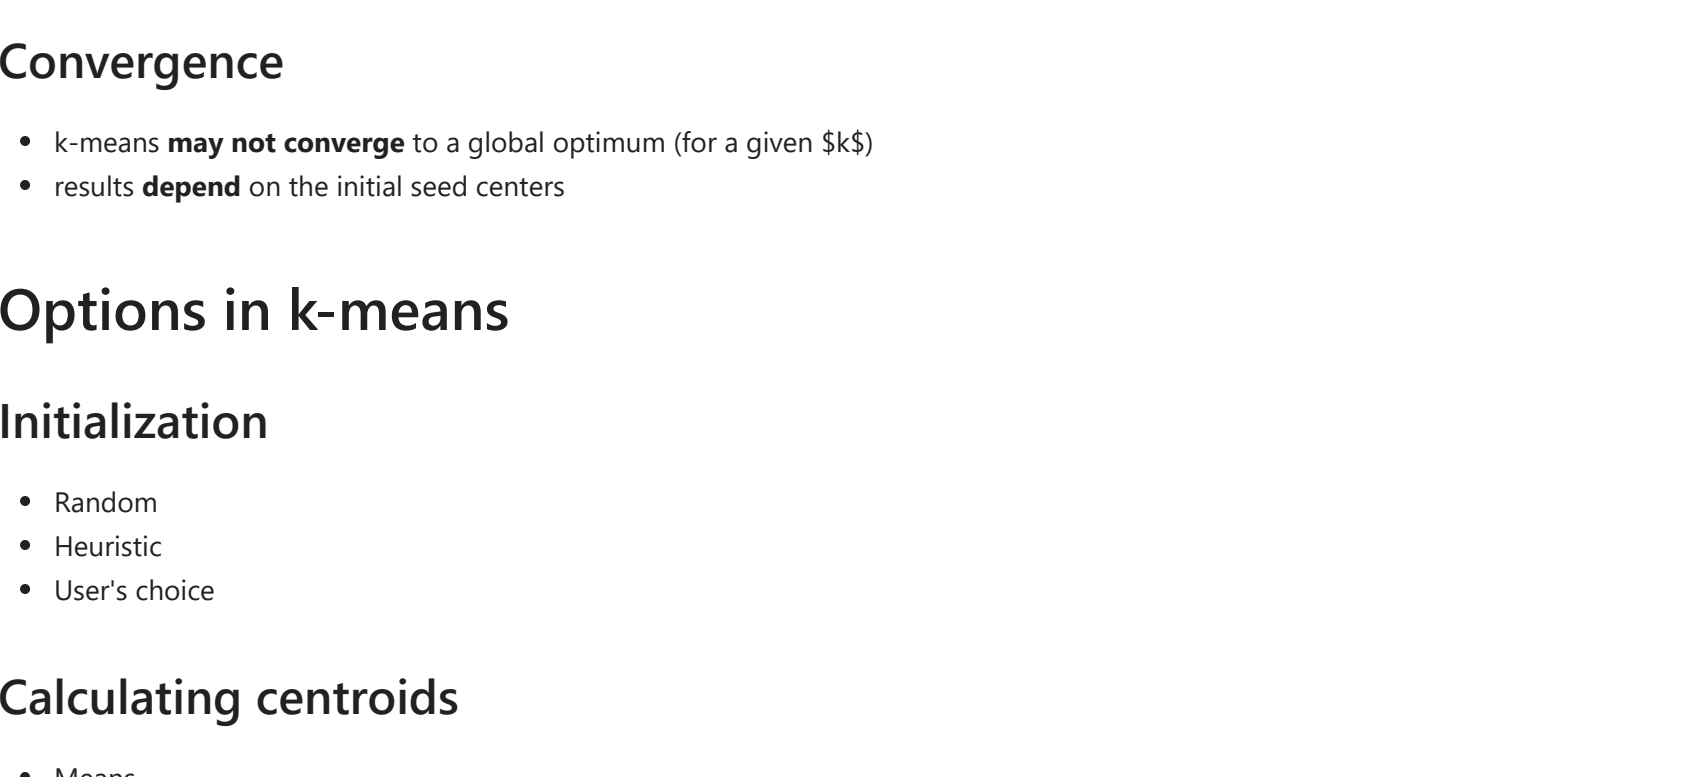 Convergence
k-means may not converge to a global optimum (for a given $k$)
results depend on the initial seed centers
Options in k-means
Initialization
Random
Heuristic
User's choice
Calculating centroids
Means